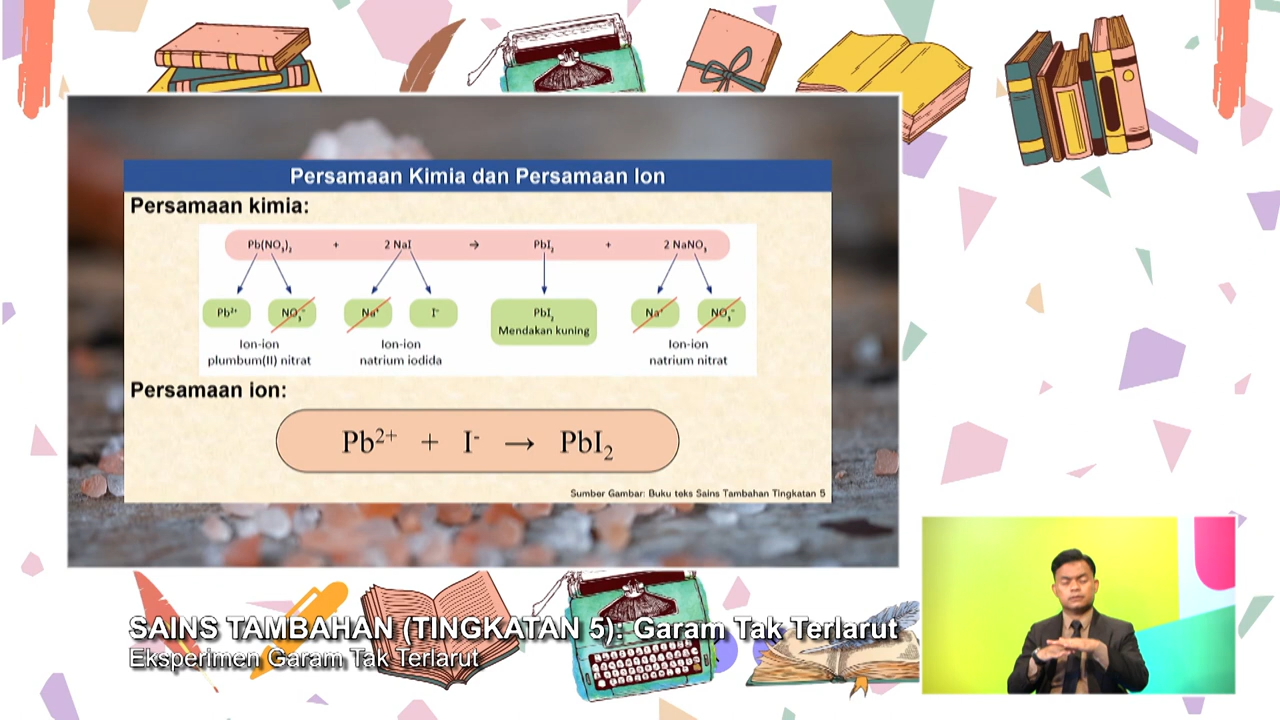 Persamaan Kimia dan Persamaan Ion
Persamaan kimia:
Pb(NO₃)₂ + 2 NaI → PbI₂ + 2 NaNO₃
Pb²⁺ NO₃⁻ Na⁺ I⁻ PbI₂ Na⁺ NO₃⁻
Mendakan kuning
Ion-ion Ion-ion Ion-ion
plumbum(II) nitrat natrium iodida natrium nitrat
Persamaan ion:
Pb²⁺ + I⁻ → PbI₂
Sumber Gambar: Buku teks Sains Tambahan Tingkatan 5
SAINS TAMBAHAN (TINGKATAN 5): Garam Tak Terlarut
Eksperimen Garam Tak Terlarut